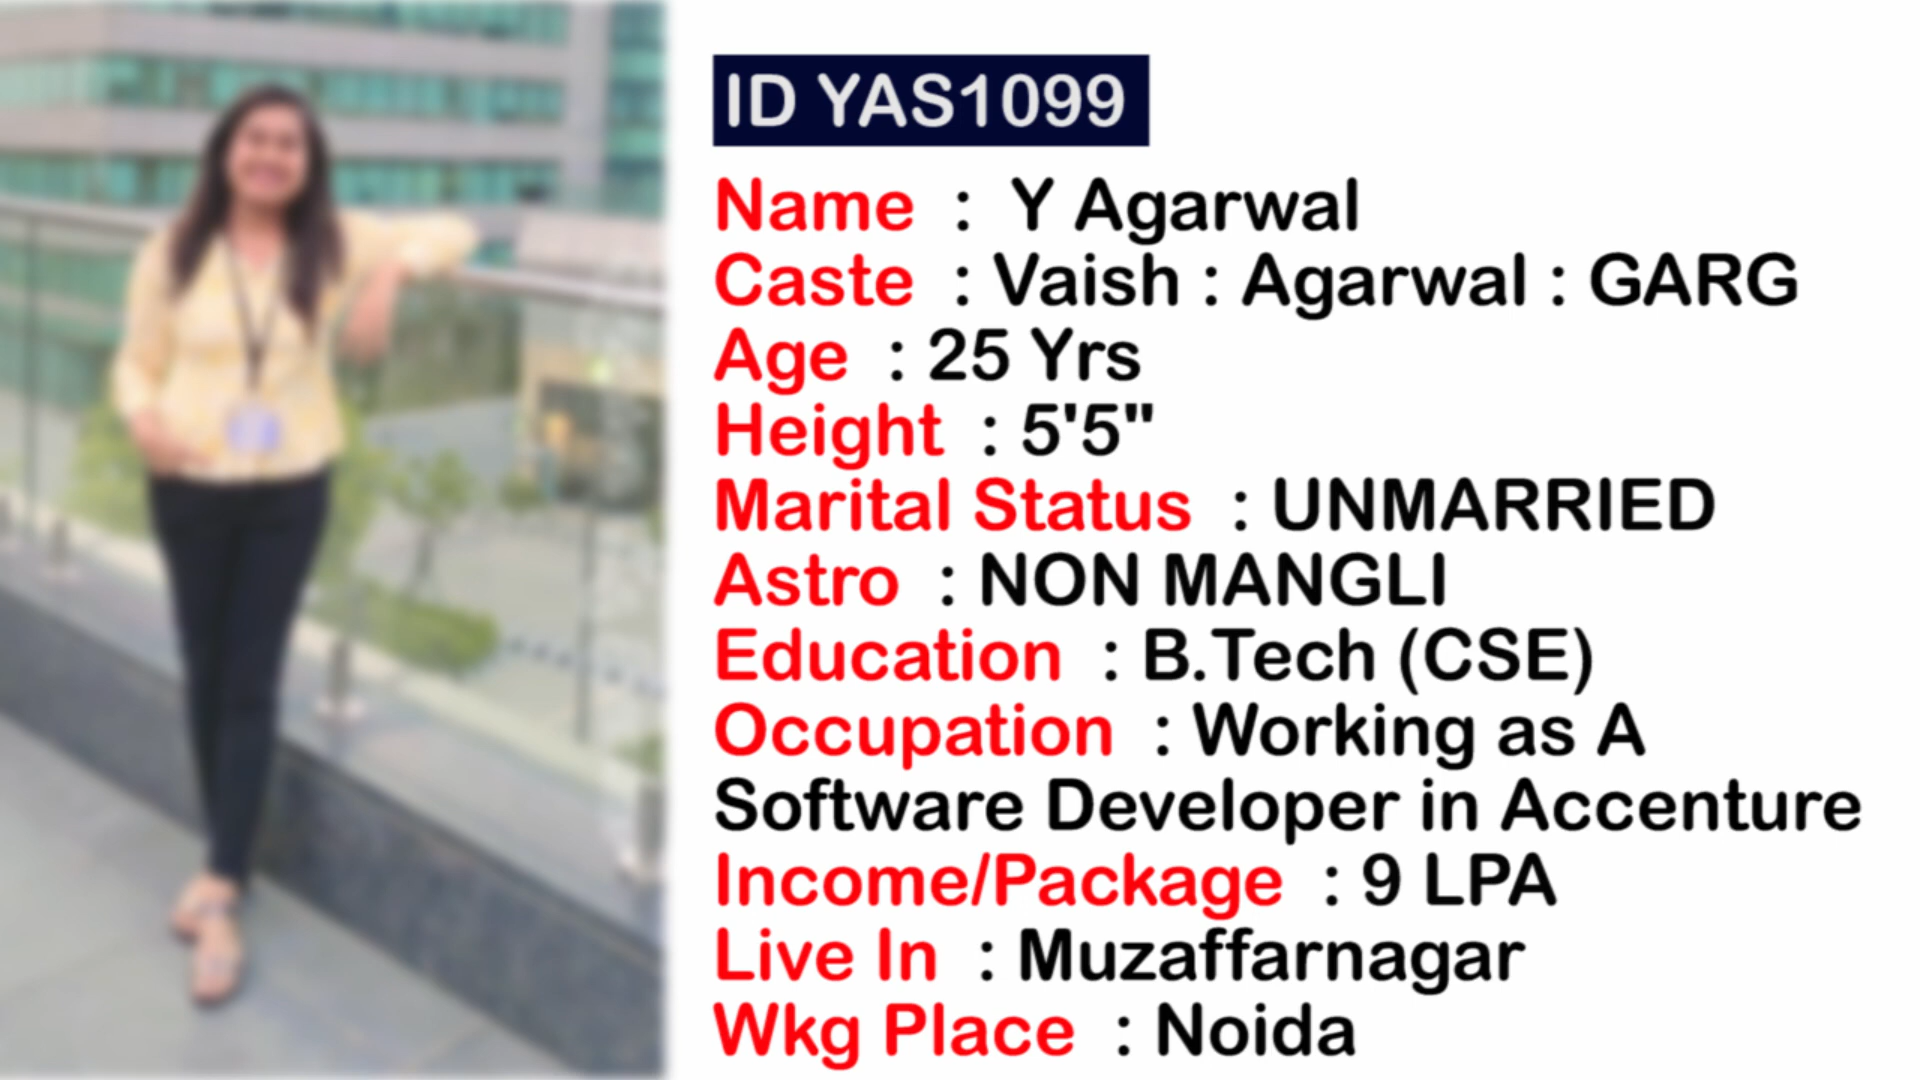 ID YAS1099
Name : Y Agarwal
Caste : Vaish : Agarwal : GARG
Age : 25 Yrs
Height : 5'5"
Marital Status : UNMARRIED
Astro : NON MANGLI
Education : B.Tech (CSE)
Occupation : Working as A
Software Developer in Accenture
Income/Package : 9 LPA
Live In : Muzaffarnagar
Wkg Place : Noida